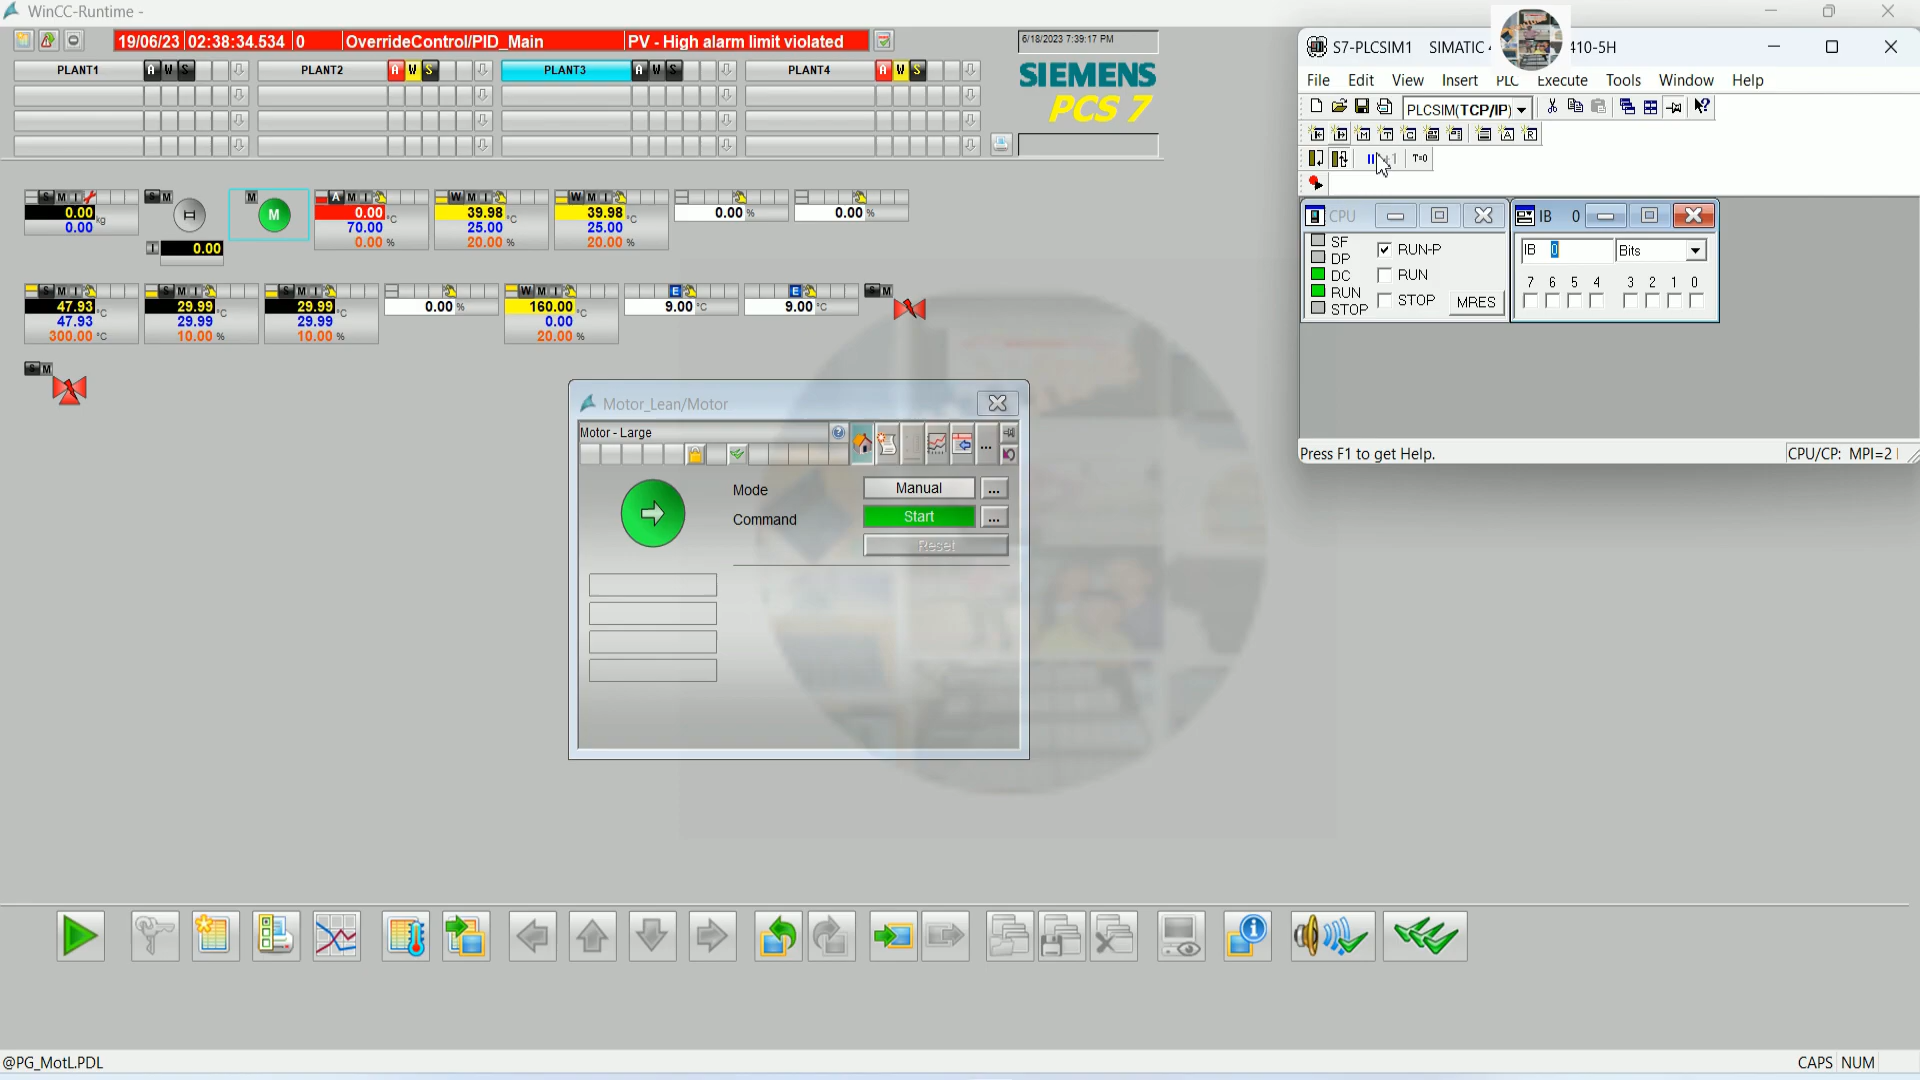 WinCC-Runtime -
19/06/23 02:38:34.534 0 OverrideControl/PID_Main PV - High alarm limit violated
6/18/2023 7:39:17 PM
PLANT1 A W S PLANT2 A W S PLANT3 A W S PLANT4 A W S
SIEMENS
PCS 7
S M I
0.00 kg
0.00
S M
I 0.00
M
M
A M I
0.00 °C
70.00
0.00 %
W M I
39.98 °C
25.00
20.00 %
W M I
39.98 °C
25.00
20.00 %
0.00 %
0.00 %
S M I
47.93 °C
47.93
300.00 °C
S M I
29.99 °C
29.99
10.00 %
S M I
29.99 °C
29.99
10.00 %
0.00 %
W M I
160.00 °C
0.00
20.00 %
E
9.00 °C
E
9.00 °C
S M
S M
Motor_Lean/Motor
Motor - Large
...
Mode Manual ...
Command Start ...
Reset
S7-PLCSIM1 SIMATIC 410-5H
File Edit View Insert PLC Execute Tools Window Help
PLCSIM(TCP/IP)
M T C A R
+1 T=0
CPU
SF
DP
DC
RUN
STOP
RUN-P
RUN
STOP
MRES
IB 0
IB 0 Bits
7 6 5 4 3 2 1 0
Press F1 to get Help.
CPU/CP: MPI=2
@PG_MotL.PDL
CAPS NUM